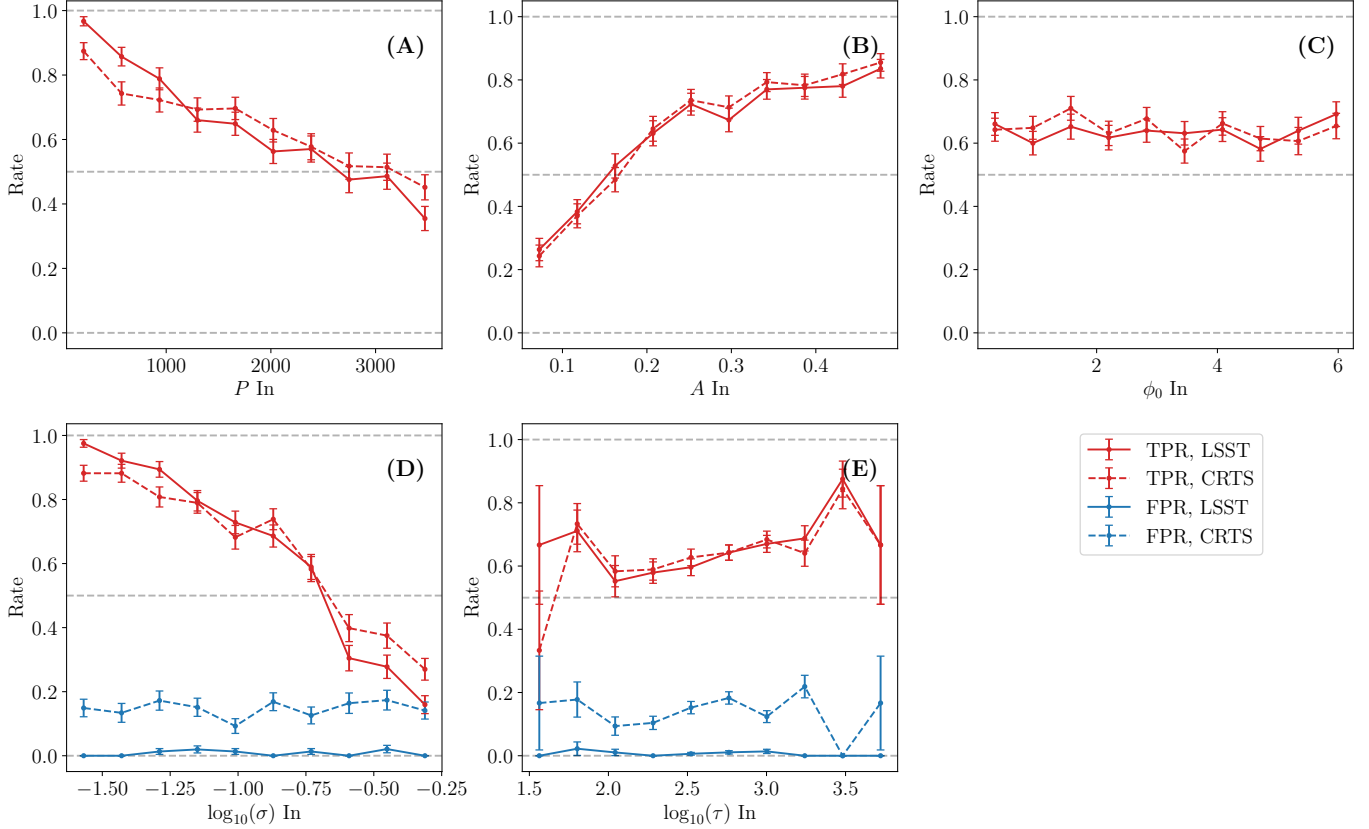 1.0
0.8
0.6
0.4
0.2
0.0
Rate
1000
2000
3000
P In
(A)
1.0
0.8
0.6
0.4
0.2
0.0
Rate
0.1
0.2
0.3
0.4
A In
(B)
1.0
0.8
0.6
0.4
0.2
0.0
Rate
2
4
6
ϕ₀ In
(C)
1.0
0.8
0.6
0.4
0.2
0.0
Rate
−1.50
−1.25
−1.00
−0.75
−0.50
−0.25
log₁₀(σ) In
(D)
1.0
0.8
0.6
0.4
0.2
0.0
Rate
1.5
2.0
2.5
3.0
3.5
log₁₀(τ) In
(E)
TPR, LSST
TPR, CRTS
FPR, LSST
FPR, CRTS